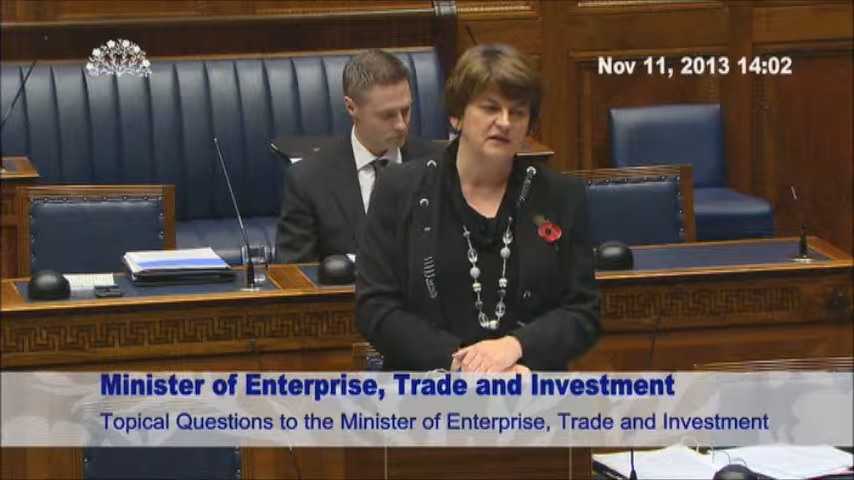 Nov 11, 2013 14:02
Minister of Enterprise, Trade and Investment
Topical Questions to the Minister of Enterprise, Trade and Investment